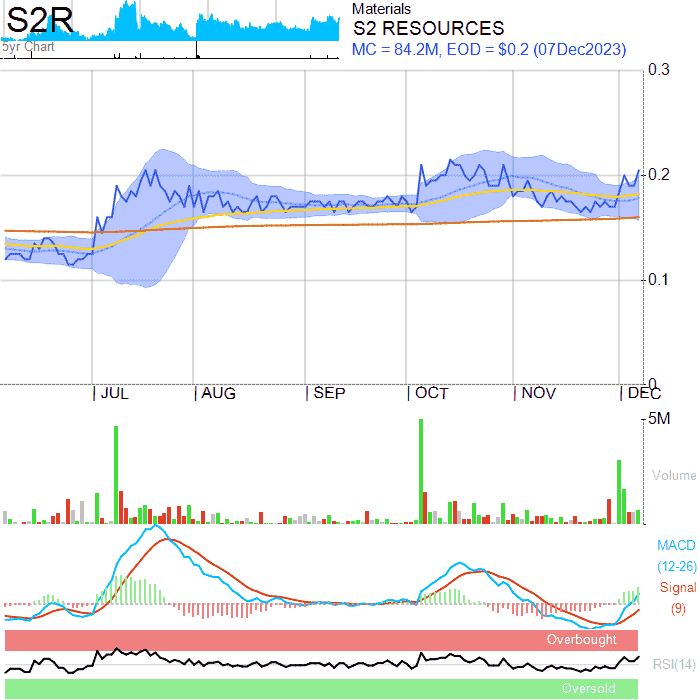 S2R
5yr Chart
Materials
S2 RESOURCES
MC = 84.2M, EOD = $0.2 (07Dec2023)
0.3
0.2
0.1
0
JUL AUG SEP OCT NOV DEC
5M
Volume
MACD
(12-26)
Signal
(9)
Overbought
RSI(14)
Oversold